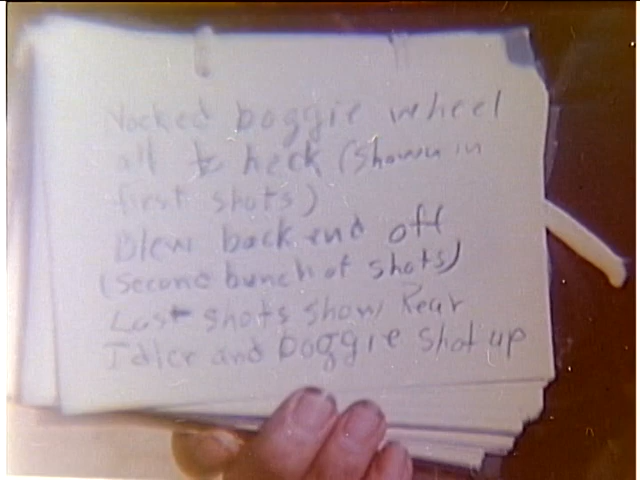 boggie wheel
all to heck (shown in
first shots)
Blew back end off
(second bunch of shots)
Last shots show Rear
Idler and boggie shot up